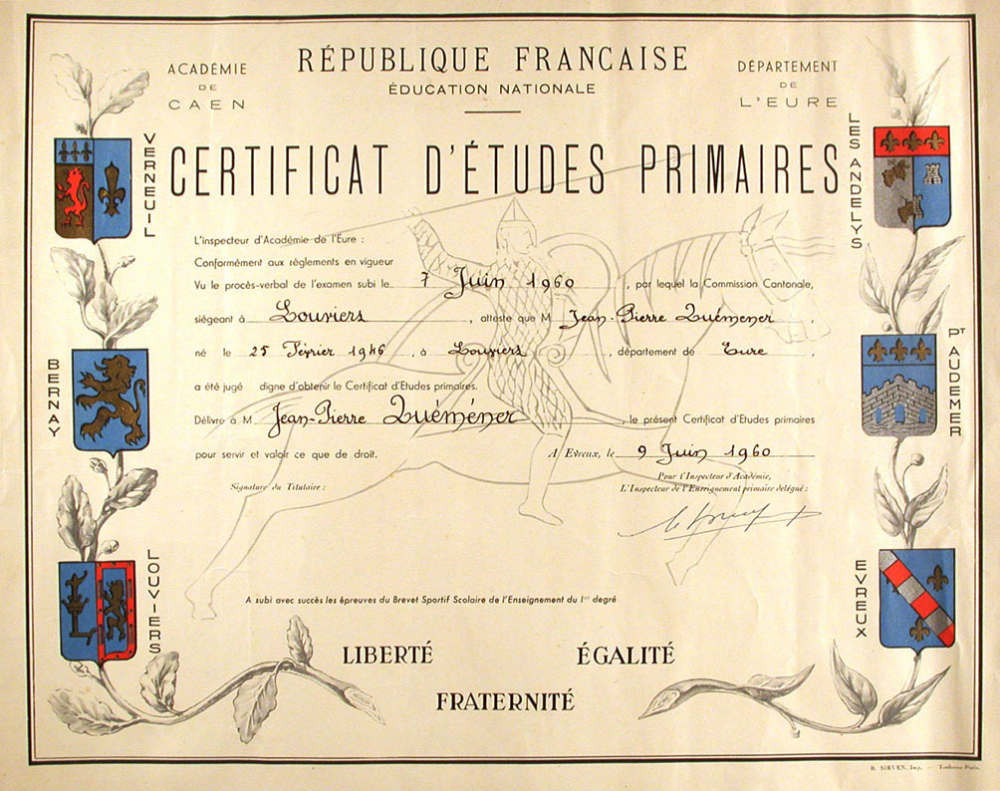 ACADÉMIE
DE
CAEN
RÉPUBLIQUE FRANCAISE
ÉDUCATION NATIONALE
DÉPARTEMENT
DE
L'EURE
CERTIFICAT D'ÉTUDES PRIMAIRES
VERNEUIL
LES ANDELYS
L'inspecteur d'Académie de l'Eure :
Conformément aux règlements en vigueur
Vu le procès-verbal de l'examen subi le 7 Juin 1960, par lequel la Commission Cantonale,
siégeant à Louviers, atteste que M Jean-Pierre Quémener
né le 25 Février 1946, à Louviers, département de Eure,
a été jugé digne d'obtenir le Certificat d'Etudes primaires.
Délivré à M Jean-Pierre Quéméner, le présent Certificat d'Etudes primaires
pour servir et valoir ce que de droit.
A Evreux, le 9 Juin 1960
Signature du Titulaire :
Pour l'Inspecteur d'Académie,
L'Inspecteur de l'Enseignement primaire délégué :
BERNAY
PT AUDEMER
LOUVIERS
EVREUX
A subi avec succès les épreuves du Brevet Sportif Scolaire de l'Enseignement du 1er degré
LIBERTÉ
ÉGALITÉ
FRATERNITÉ
B. SIRVEN, Imp. — Toulouse-Paris.